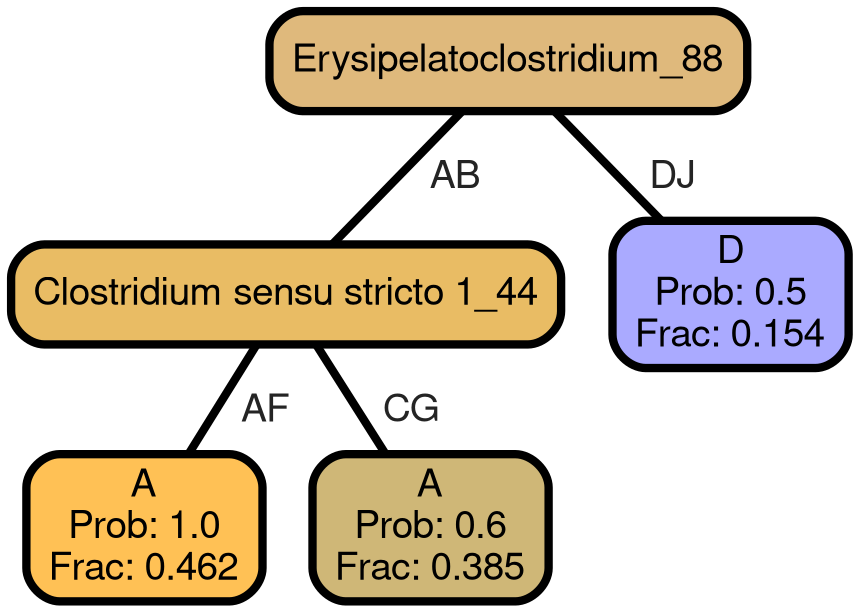 Erysipelatoclostridium_88
AB
DJ
Clostridium sensu stricto 1_44
D
Prob: 0.5
Frac: 0.154
AF
CG
A
Prob: 1.0
Frac: 0.462
A
Prob: 0.6
Frac: 0.385